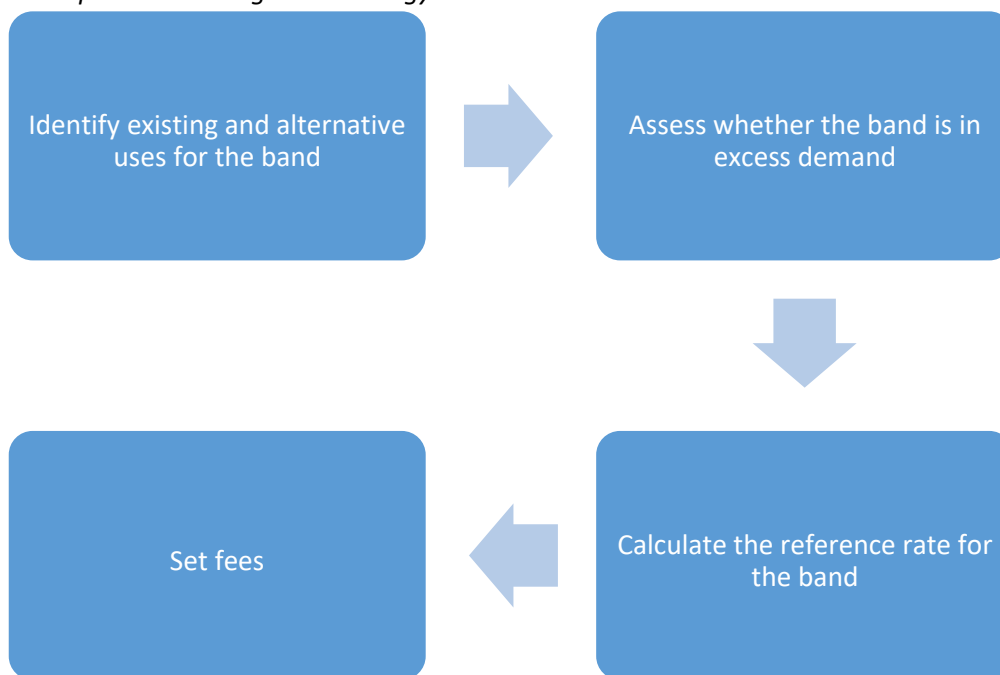 Identify existing and alternative
uses for the band
Assess whether the band is in
excess demand
Calculate the reference rate for
the band
Set fees